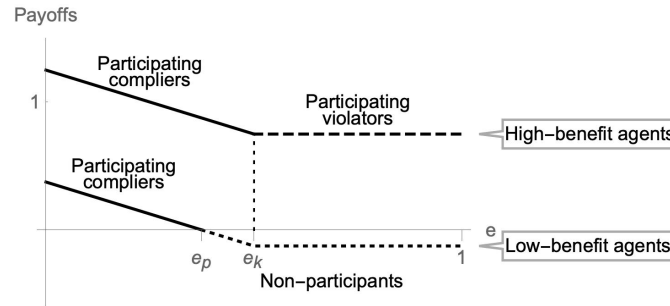 Payoffs
Participating
compliers
1
Participating
violators
High-benefit agents
Participating
compliers
e
e_p
e_k
1
Low-benefit agents
Non-participants